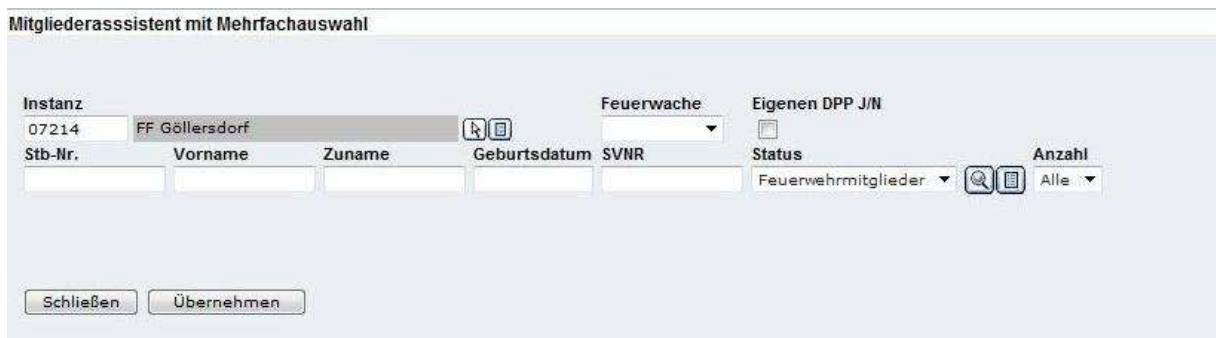 Mitgliederasssistent mit Mehrfachauswahl
Instanz Feuerwache Eigenen DPP J/N
07214 FF Göllersdorf
Stb-Nr. Vorname Zuname Geburtsdatum SVNR Status Anzahl
Feuerwehrmitglieder Alle
Schließen Übernehmen